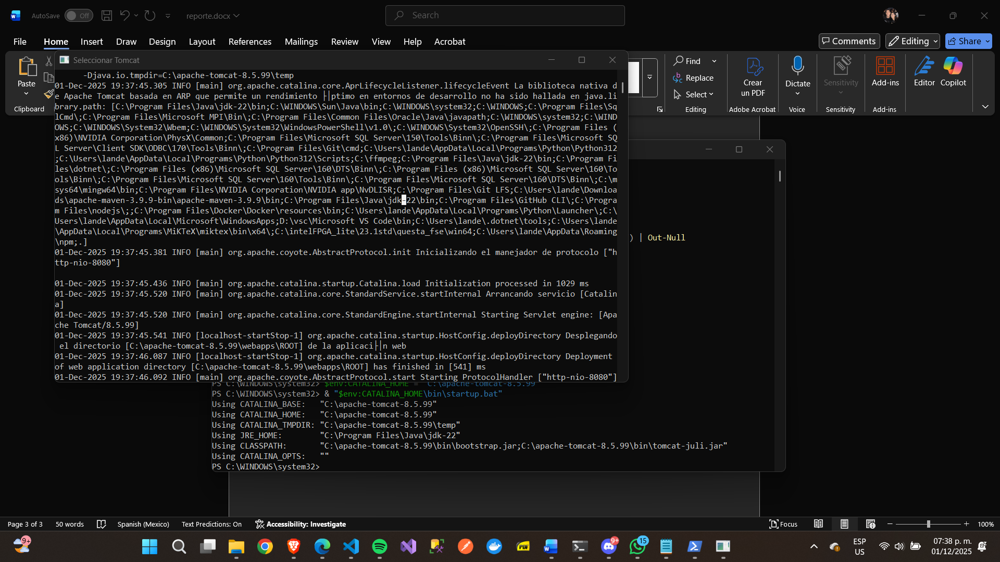 AutoSave
Off
reporte.docx
Search
File
Home
Insert
Draw
Design
Layout
References
Mailings
Review
View
Help
Acrobat
Comments
Editing
Share
Paste
Clipboard
Find
Replace
Select
Editing
Crear
un PDF
Adobe Acrobat
Dictate
Voice
Sensitivity
Sensitivity
Add-ins
Add-ins
Editor
Copilot
Seleccionar Tomcat
-Djava.io.tmpdir=C:\apache-tomcat-8.5.99\temp
01-Dec-2025 19:37:45.305 INFO [main] org.apache.catalina.core.AprLifecycleListener.lifecycleEvent La biblioteca nativa d
e Apache Tomcat basada en ARP que permite un rendimiento ├│ptimo en entornos de desarrollo no ha sido hallada en java.li
brary.path: [C:\Program Files\Java\jdk-22\bin;C:\WINDOWS\Sun\Java\bin;C:\WINDOWS\system32;C:\WINDOWS;C:\Program Files\Sq
lCmd\;C:\Program Files\Microsoft MPI\Bin\;C:\Program Files\Common Files\Oracle\Java\javapath;C:\WINDOWS\system32;C:\WIND
OWS;C:\WINDOWS\System32\Wbem;C:\WINDOWS\System32\WindowsPowerShell\v1.0\;C:\WINDOWS\System32\OpenSSH\;C:\Program Files (
x86)\NVIDIA Corporation\PhysX\Common;C:\Program Files\Microsoft SQL Server\150\Tools\Binn\;C:\Program Files\Microsoft SQ
L Server\Client SDK\ODBC\170\Tools\Binn\;C:\Program Files\Git\cmd;C:\Users\lande\AppData\Local\Programs\Python\Python312
;C:\Users\lande\AppData\Local\Programs\Python\Python312\Scripts;C:\ffmpeg;C:\Program Files\Java\jdk-22\bin;C:\Program Fi
les\dotnet\;C:\Program Files (x86)\Microsoft SQL Server\160\DTS\Binn\;C:\Program Files (x86)\Microsoft SQL Server\160\To
ols\Binn\;C:\Program Files\Microsoft SQL Server\160\Tools\Binn\;C:\Program Files\Microsoft SQL Server\160\DTS\Binn\;C:\m
sys64\mingw64\bin;C:\Program Files\NVIDIA Corporation\NVIDIA app\NvDLISR;C:\Program Files\Git LFS;C:\Users\lande\Downloa
ds\apache-maven-3.9.9-bin\apache-maven-3.9.9\bin;C:\Program Files\Java\jdk-22\bin;C:\Program Files\GitHub CLI\;C:\Progra
m Files\nodejs\;;C:\Program Files\Docker\Docker\resources\bin;C:\Users\lande\AppData\Local\Programs\Python\Launcher\;C:\
Users\lande\AppData\Local\Microsoft\WindowsApps;D:\vsc\Microsoft VS Code\bin;C:\Users\lande\.dotnet\tools;C:\Users\lande
\AppData\Local\Programs\MiKTeX\miktex\bin\x64\;C:\intelFPGA_lite\23.1std\questa_fse\win64;C:\Users\lande\AppData\Roaming
\npm;.]
01-Dec-2025 19:37:45.381 INFO [main] org.apache.coyote.AbstractProtocol.init Inicializando el manejador de protocolo ["h
ttp-nio-8080"]
01-Dec-2025 19:37:45.436 INFO [main] org.apache.catalina.startup.Catalina.load Initialization processed in 1029 ms
01-Dec-2025 19:37:45.520 INFO [main] org.apache.catalina.core.StandardService.startInternal Arrancando servicio [Catalin
a]
01-Dec-2025 19:37:45.520 INFO [main] org.apache.catalina.core.StandardEngine.startInternal Starting Servlet engine: [Apa
che Tomcat/8.5.99]
01-Dec-2025 19:37:45.541 INFO [localhost-startStop-1] org.apache.catalina.startup.HostConfig.deployDirectory Desplegando
 el directorio [C:\apache-tomcat-8.5.99\webapps\ROOT] de la aplicaci├│n web
01-Dec-2025 19:37:46.087 INFO [localhost-startStop-1] org.apache.catalina.startup.HostConfig.deployDirectory Deployment
of web application directory [C:\apache-tomcat-8.5.99\webapps\ROOT] has finished in [541] ms
01-Dec-2025 19:37:46.092 INFO [main] org.apache.coyote.AbstractProtocol.start Starting ProtocolHandler ["http-nio-8080"]
) | Out-Null
PS C:\WINDOWS\system32> $env:CATALINA_HOME = "C:\apache-tomcat-8.5.99"
PS C:\WINDOWS\system32> & "$env:CATALINA_HOME\bin\startup.bat"
Using CATALINA_BASE:   "C:\apache-tomcat-8.5.99"
Using CATALINA_HOME:   "C:\apache-tomcat-8.5.99"
Using CATALINA_TMPDIR: "C:\apache-tomcat-8.5.99\temp"
Using JRE_HOME:        "C:\Program Files\Java\jdk-22"
Using CLASSPATH:       "C:\apache-tomcat-8.5.99\bin\bootstrap.jar;C:\apache-tomcat-8.5.99\bin\tomcat-juli.jar"
Using CATALINA_OPTS:   ""
PS C:\WINDOWS\system32>
Page 3 of 3
50 words
Spanish (Mexico)
Text Predictions: On
Accessibility: Investigate
Focus
100%
9+
PDF
9+
15
ESP
US
07:38 p. m.
01/12/2025